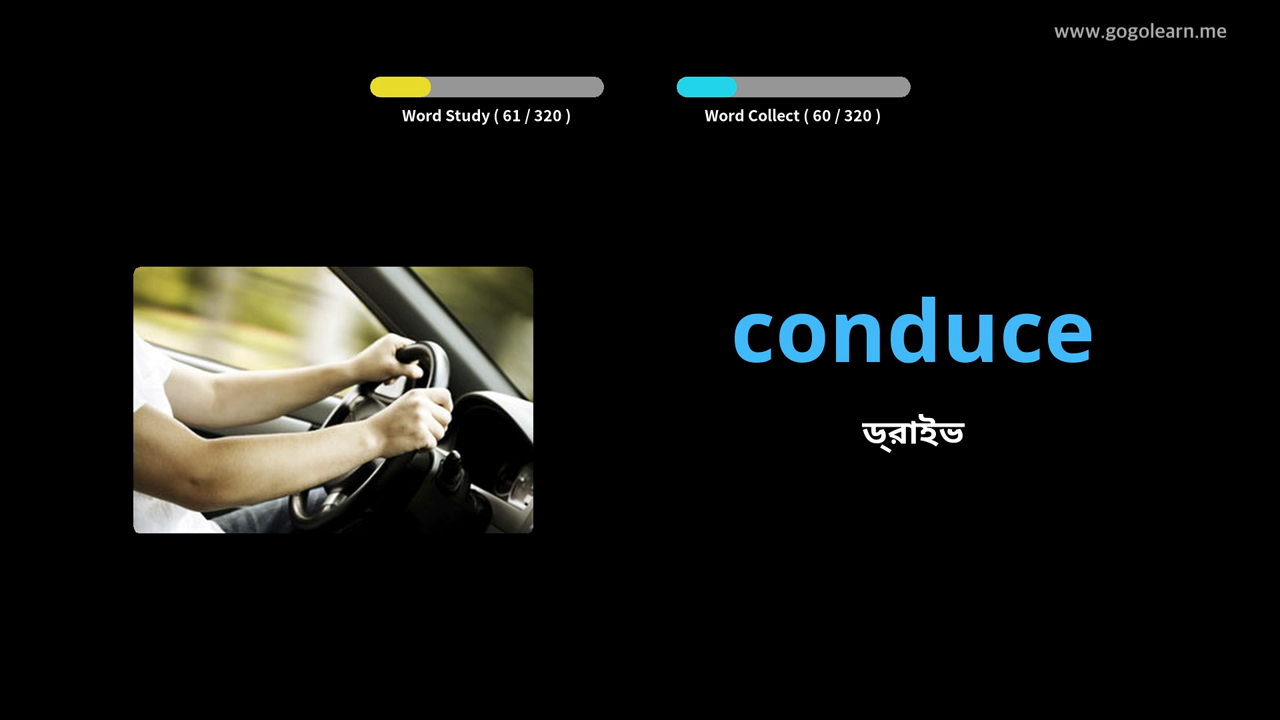 www.gogolearn.me
Word Study ( 61 / 320 )
Word Collect ( 60 / 320 )
conduce
ড্রাইভ